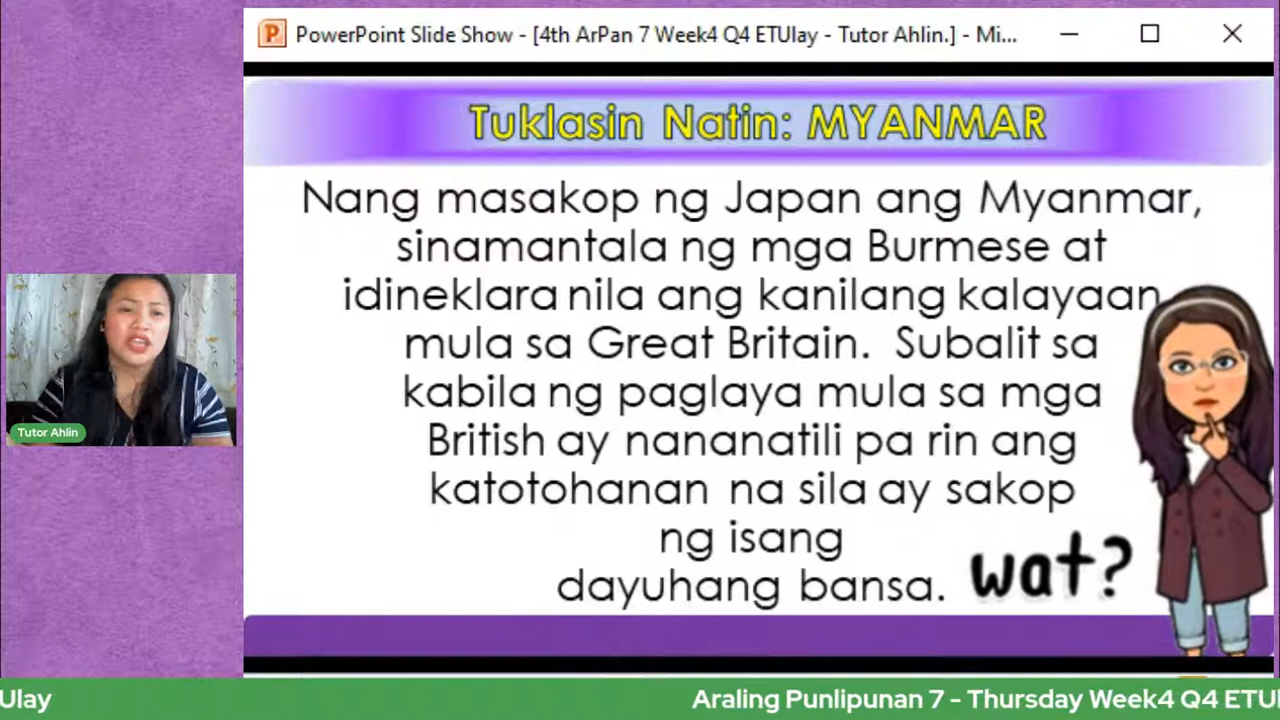 PowerPoint Slide Show - [4th ArPan 7 Week4 Q4 ETUlay - Tutor Ahlin.] - Mi...
Tuklasin Natin: MYANMAR
Nang masakop ng Japan ang Myanmar,
sinamantala ng mga Burmese at
idineklara nila ang kanilang kalayaan
mula sa Great Britain. Subalit sa
kabila ng paglaya mula sa mga
British ay nananatili pa rin ang
katotohanan na sila ay sakop
ng isang
dayuhang bansa.
wat?
Tutor Ahlin
Ulay
Araling Punlipunan 7 - Thursday Week4 Q4 ETU